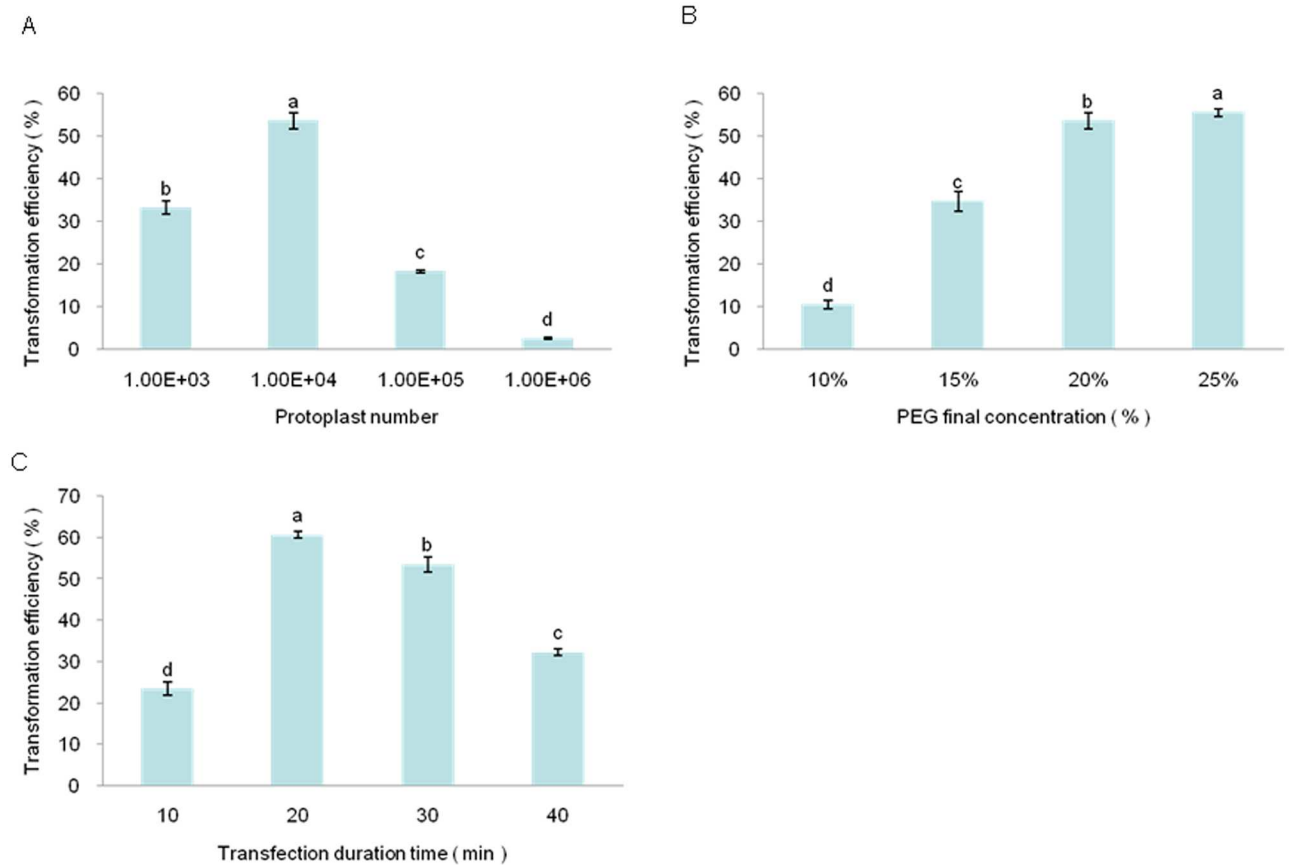 A
Transformation efficiency ( % )
60
50
40
30
20
10
0
b
a
c
d
1.00E+03 1.00E+04 1.00E+05 1.00E+06
Protoplast number
B
Transformation efficiency ( % )
60
50
40
30
20
10
0
d
c
b
a
10% 15% 20% 25%
PEG final concentration ( % )
C
Transformation efficiency ( % )
70
60
50
40
30
20
10
0
d
a
b
c
10 20 30 40
Transfection duration time ( min )